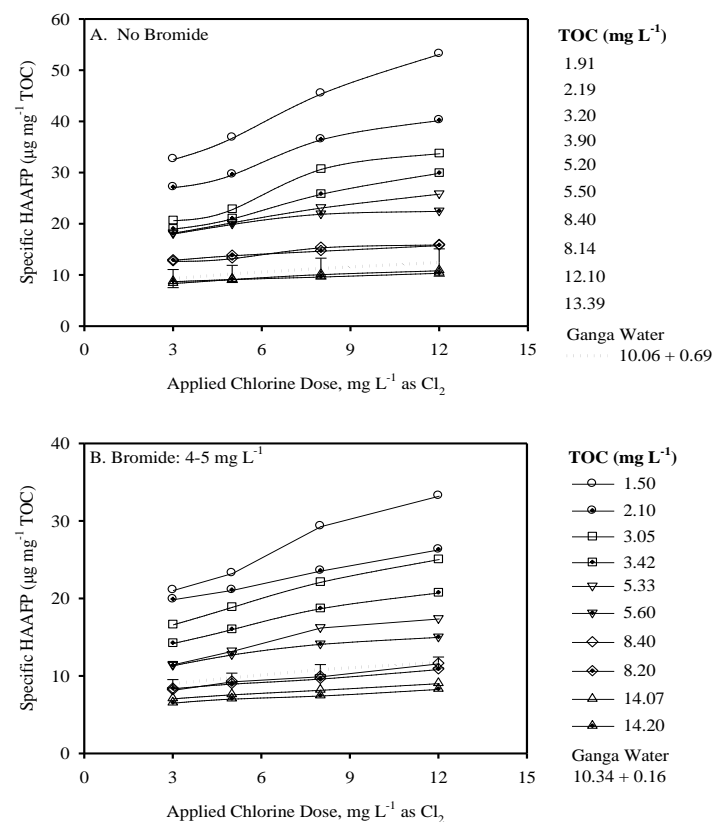 A. No Bromide
60
50
40
30
20
10
0
Specific HAAFP (µg mg⁻¹ TOC)
3 6 9 12 15
0
Applied Chlorine Dose, mg L⁻¹ as Cl₂
TOC (mg L⁻¹)
1.91
2.19
3.20
3.90
5.20
5.50
8.40
8.14
12.10
13.39
Ganga Water
10.06 + 0.69
B. Bromide: 4-5 mg L⁻¹
40
30
20
10
0
Specific HAAFP (µg mg⁻¹ TOC)
0 3 6 9 12 15
Applied Chlorine Dose, mg L⁻¹ as Cl₂
TOC (mg L⁻¹)
1.50
2.10
3.05
3.42
5.33
5.60
8.40
8.20
14.07
14.20
Ganga Water
10.34 + 0.16